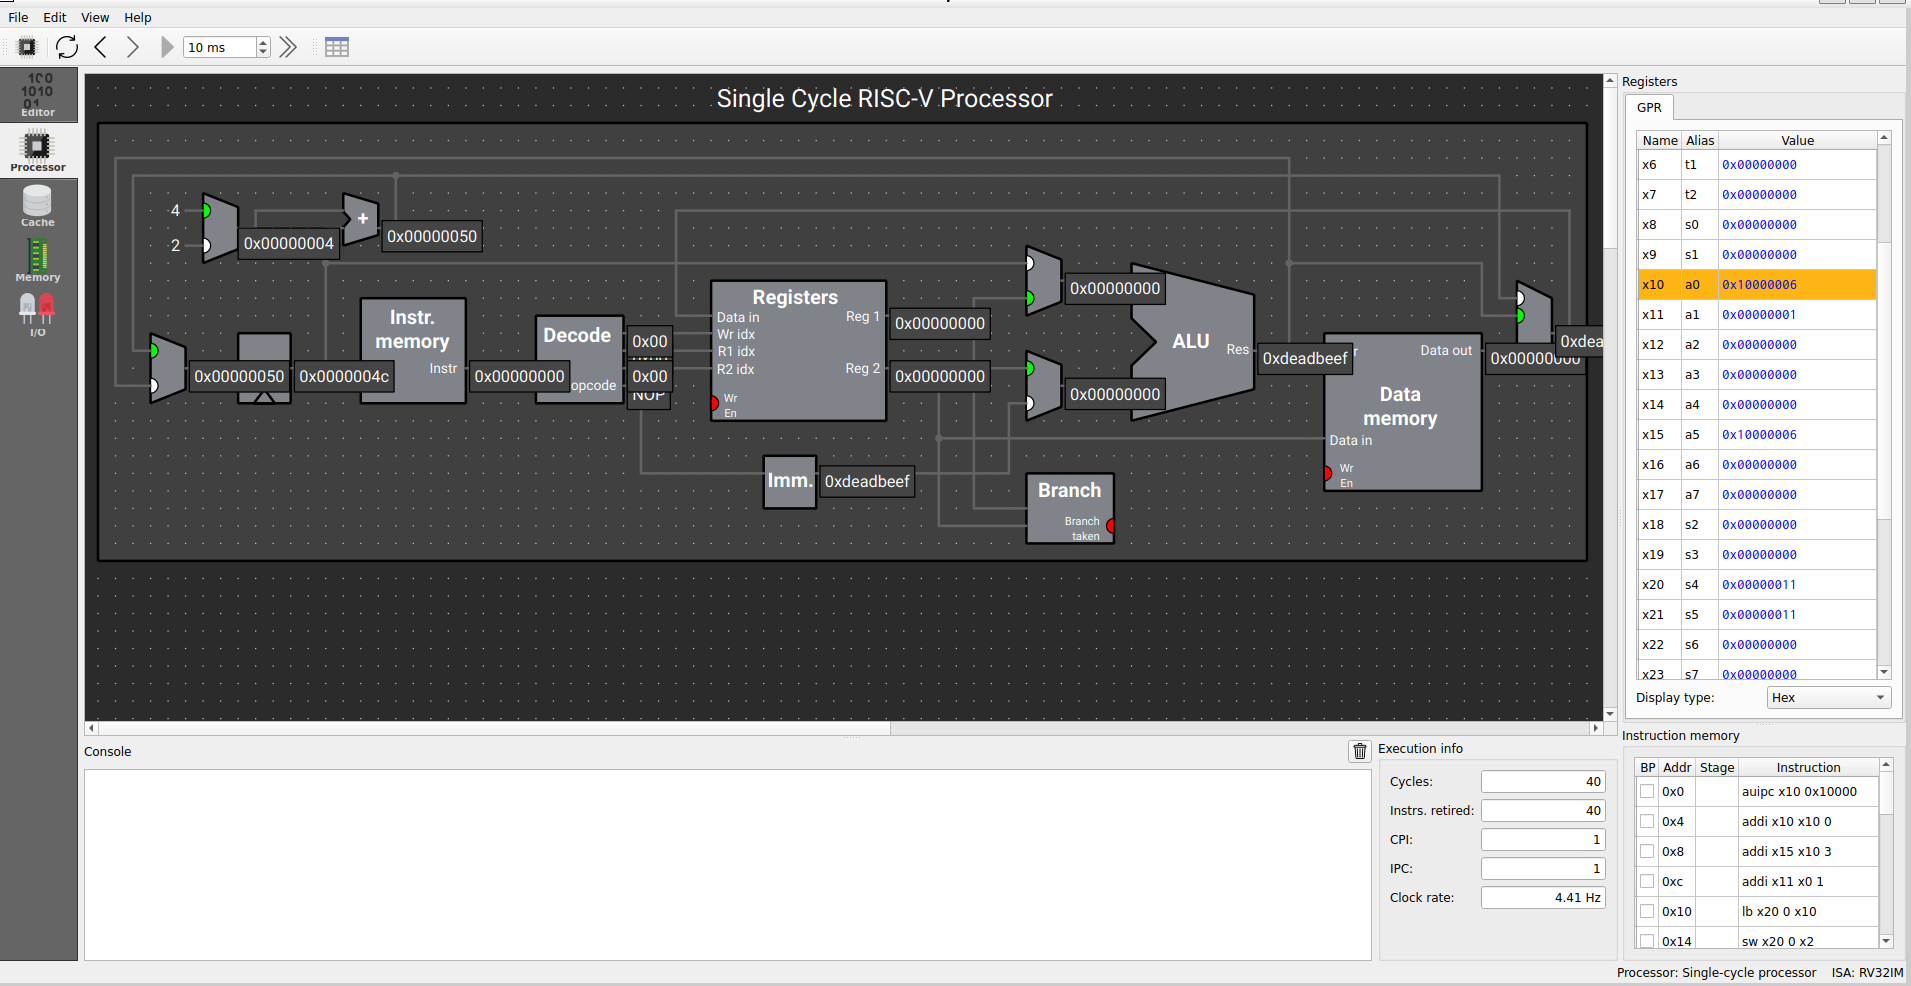 File Edit View Help
10 ms
Editor
Processor
Cache
Memory
I/O
Single Cycle RISC-V Processor
4
2
0x00000004
+
0x00000050
0x00000050
0x0000004c
Instr.
memory
Instr
0x00000000
Decode
opcode
0x00
0x00
NOP
Registers
Data in
Wr idx
R1 idx
R2 idx
Wr
En
Reg 1
Reg 2
0x00000000
0x00000000
Imm.
0xdeadbeef
0x00000000
0x00000000
ALU
Res
0xdeadbeef
Branch
Branch
taken
r
Data out
Data
memory
Data in
Wr
En
0x00000000
0xdea
Registers
GPR
Name Alias Value
x6 t1 0x00000000
x7 t2 0x00000000
x8 s0 0x00000000
x9 s1 0x00000000
x10 a0 0x10000006
x11 a1 0x00000001
x12 a2 0x00000000
x13 a3 0x00000000
x14 a4 0x00000000
x15 a5 0x10000006
x16 a6 0x00000000
x17 a7 0x00000000
x18 s2 0x00000000
x19 s3 0x00000000
x20 s4 0x00000011
x21 s5 0x00000011
x22 s6 0x00000000
x23 s7 0x00000000
Display type: Hex
Console
Execution info
Cycles: 40
Instrs. retired: 40
CPI: 1
IPC: 1
Clock rate: 4.41 Hz
Instruction memory
BP Addr Stage Instruction
0x0 auipc x10 0x10000
0x4 addi x10 x10 0
0x8 addi x15 x10 3
0xc addi x11 x0 1
0x10 lb x20 0 x10
0x14 sw x20 0 x2
Processor: Single-cycle processor ISA: RV32IM